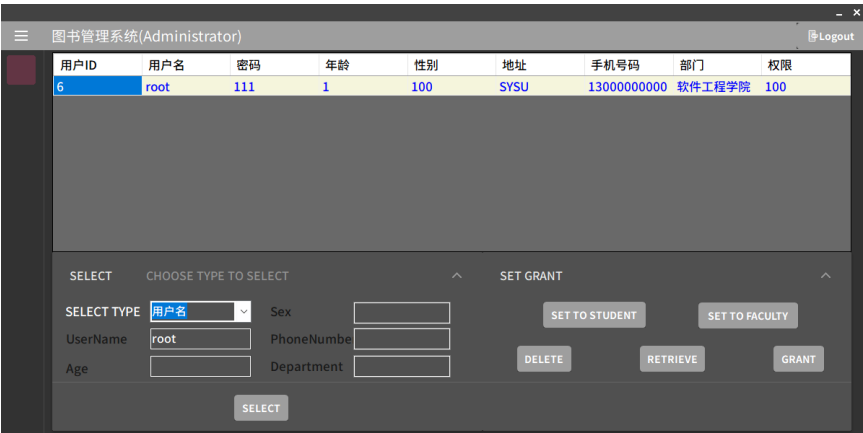 图书管理系统(Administrator) Logout
用户ID 用户名 密码 年龄 性别 地址 手机号码 部门 权限
6 root 111 1 100 SYSU 13000000000 软件工程学院 100
SELECT CHOOSE TYPE TO SELECT SET GRANT
SELECT TYPE 用户名 Sex SET TO STUDENT SET TO FACULTY
UserName root PhoneNumbe
Age Department DELETE RETRIEVE GRANT
SELECT